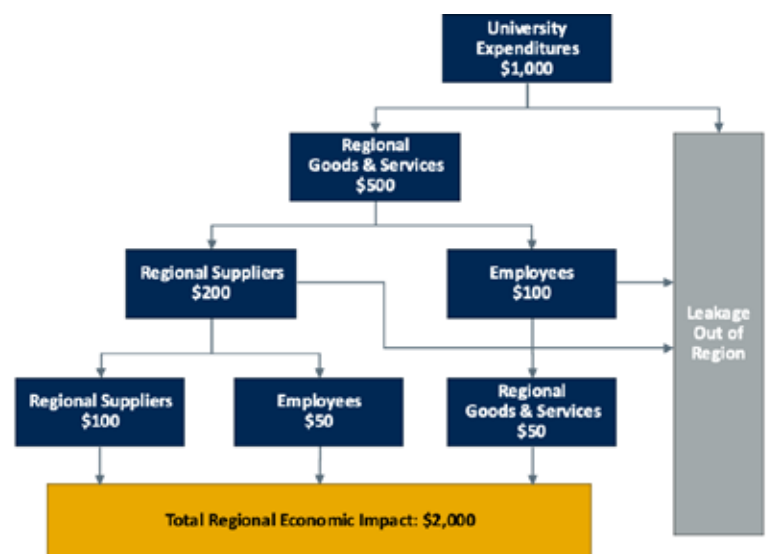 University
Expenditures
$1,000
Regional
Goods & Services
$500
Regional Suppliers
$200
Employees
$100
Leakage
Out of
Region
Regional Suppliers
$100
Employees
$50
Regional
Goods & Services
$50
Total Regional Economic Impact: $2,000